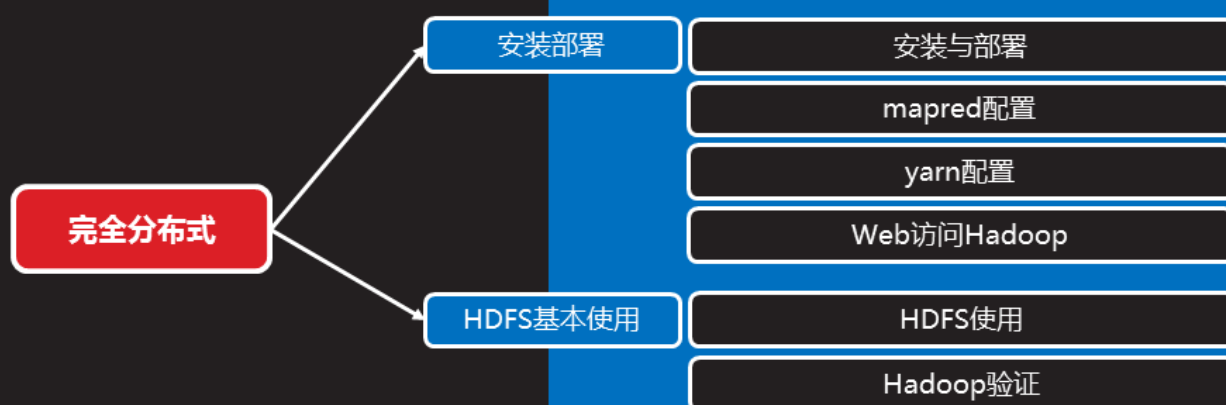 完全分布式
安装部署
安装与部署
mapred配置
yarn配置
Web访问Hadoop
HDFS基本使用
HDFS使用
Hadoop验证